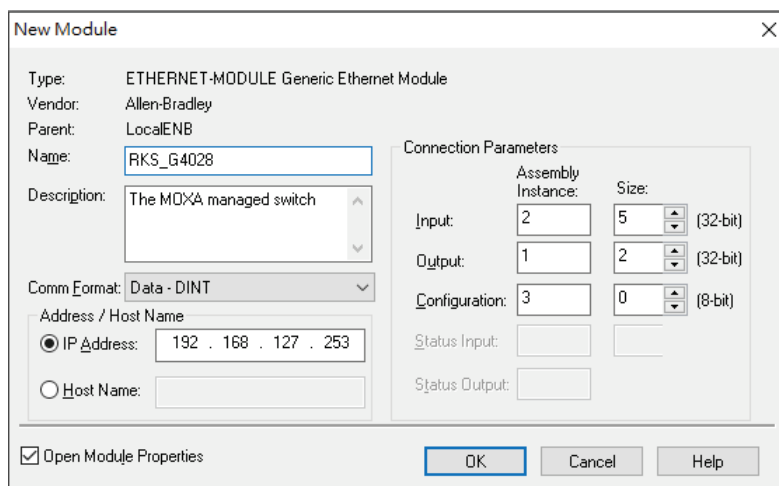 New Module
Type: ETHERNET-MODULE Generic Ethernet Module
Vendor: Allen-Bradley
Parent: LocalENB
Name: RKS_G4028
Description: The MOXA managed switch
Comm Format: Data - DINT
Address / Host Name
IP Address: 192 . 168 . 127 . 253
Host Name:
Connection Parameters
Assembly Instance: Size:
Input: 2 5 (32-bit)
Output: 1 2 (32-bit)
Configuration: 3 0 (8-bit)
Status Input:
Status Output:
Open Module Properties
OK Cancel Help